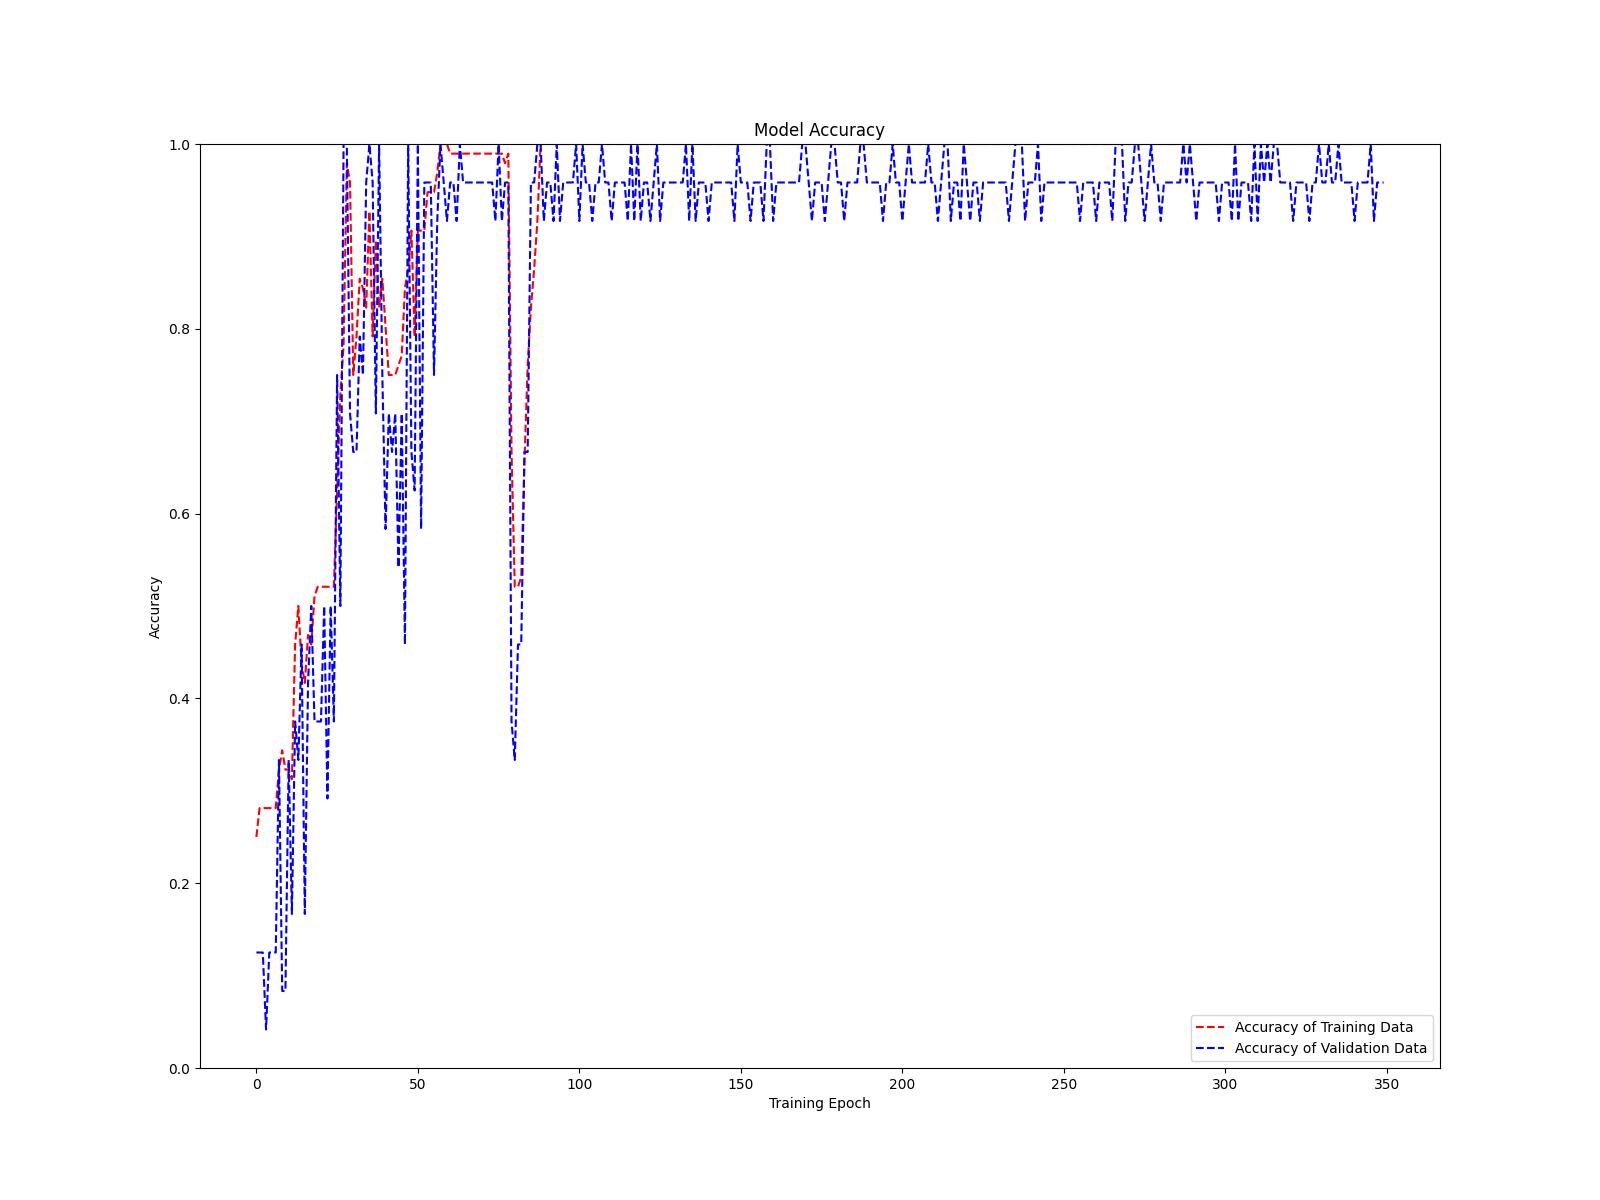 Model Accuracy
1.0
0.8
0.6
0.4
0.2
0.0
Accuracy
0 50 100 150 200 250 300 350
Training Epoch
Accuracy of Training Data
Accuracy of Validation Data